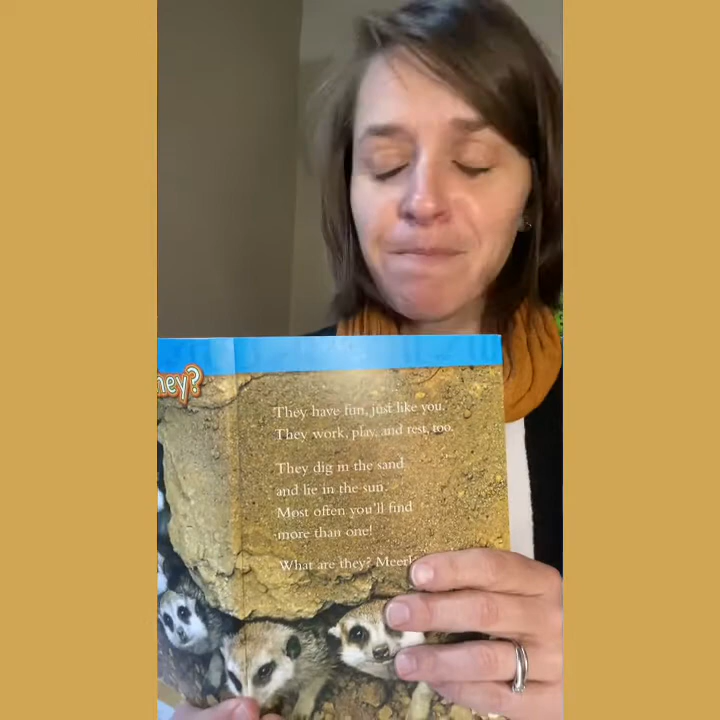 hey?
They have fun, just like you.
They work, play, and rest, too.
They dig in the sand
and lie in the sun.
Most often you'll find
more than one!
What are they?